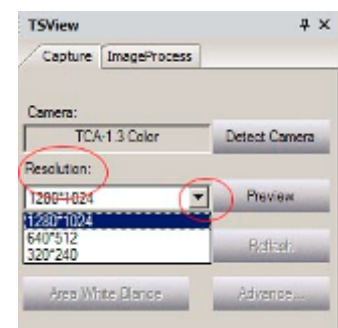 TSView
Capture ImageProcess
Camera:
TCA-1.3 Color Detect Camera
Resolution:
1280*1024 Preview
1280*1024
640*512 Refresh
320*240
Area White Blance Advance...